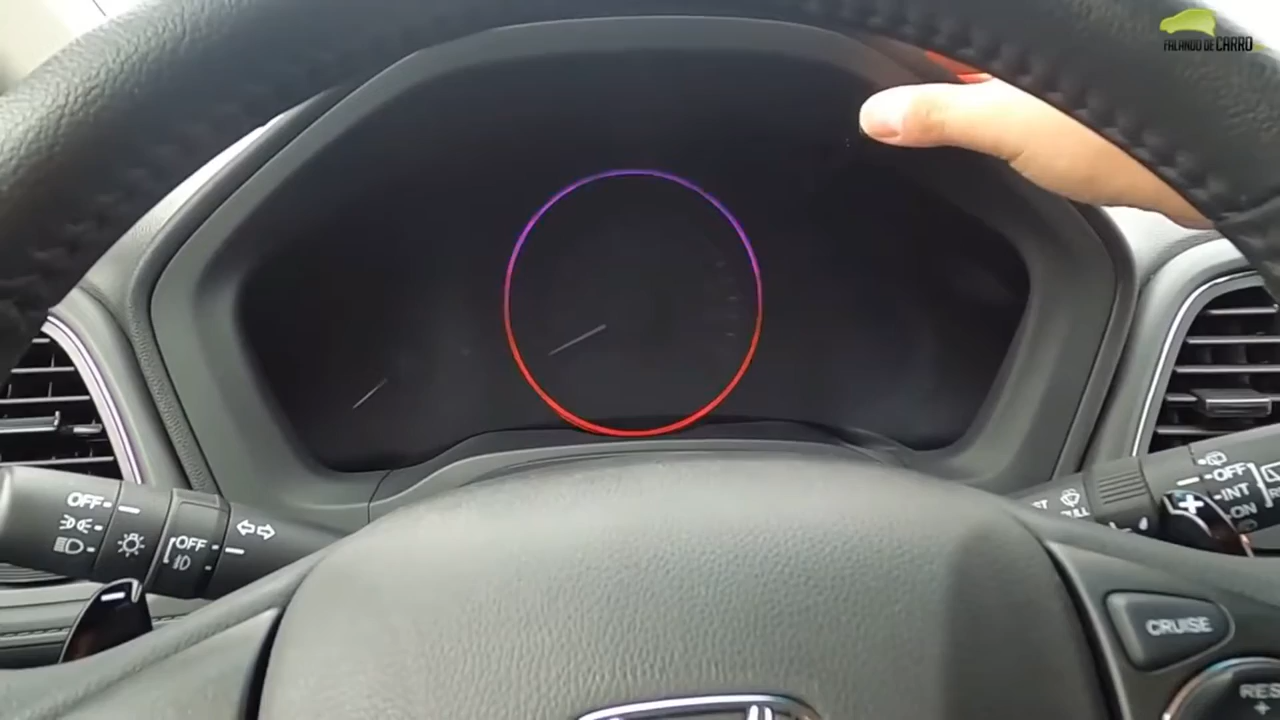 FALANDO DE CARRO
OFF
OFF
OFF
INT
ON
CRUISE
RES
+